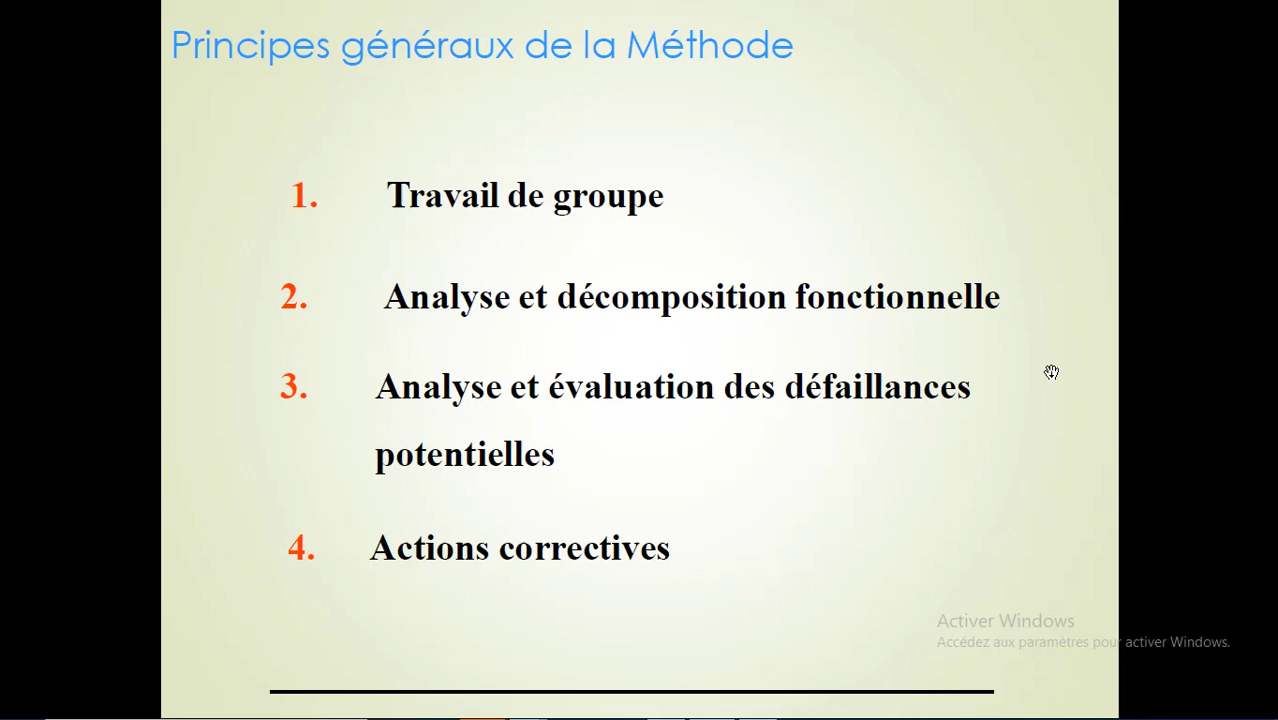 Principes généraux de la Méthode
1. Travail de groupe
2. Analyse et décomposition fonctionnelle
3. Analyse et évaluation des défaillances
potentielles
4. Actions correctives
Activer Windows
Accédez aux paramètres pour activer Windows.